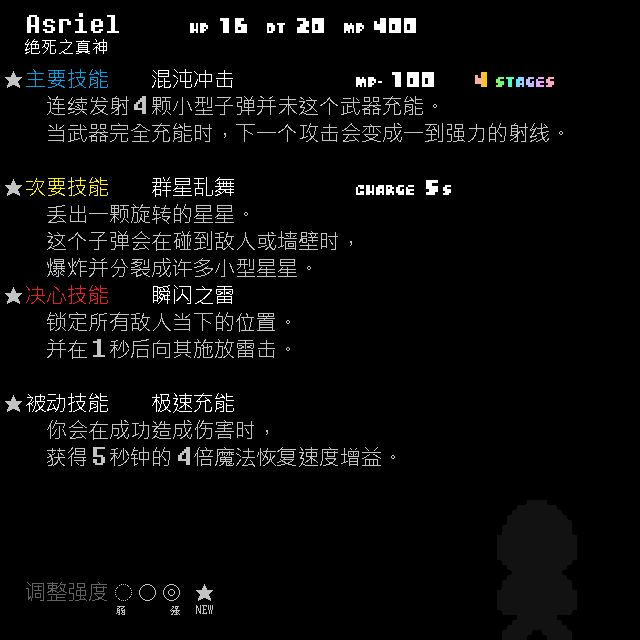 Asriel HP 16 DT 20 MP 400
绝死之真神
★主要技能 混沌冲击 MP- 100 4 STAGES
连续发射4颗小型子弹并未这个武器充能。
当武器完全充能时，下一个攻击会变成一到强力的射线。
★次要技能 群星乱舞 CHARGE 5s
丢出一颗旋转的星星。
这个子弹会在碰到敌人或墙壁时，
爆炸并分裂成许多小型星星。
★决心技能 瞬闪之雷
锁定所有敌人当下的位置。
并在1秒后向其施放雷击。
★被动技能 极速充能
你会在成功造成伤害时，
获得5秒钟的4倍魔法恢复速度增益。
调整强度 ★
弱 强 NEW